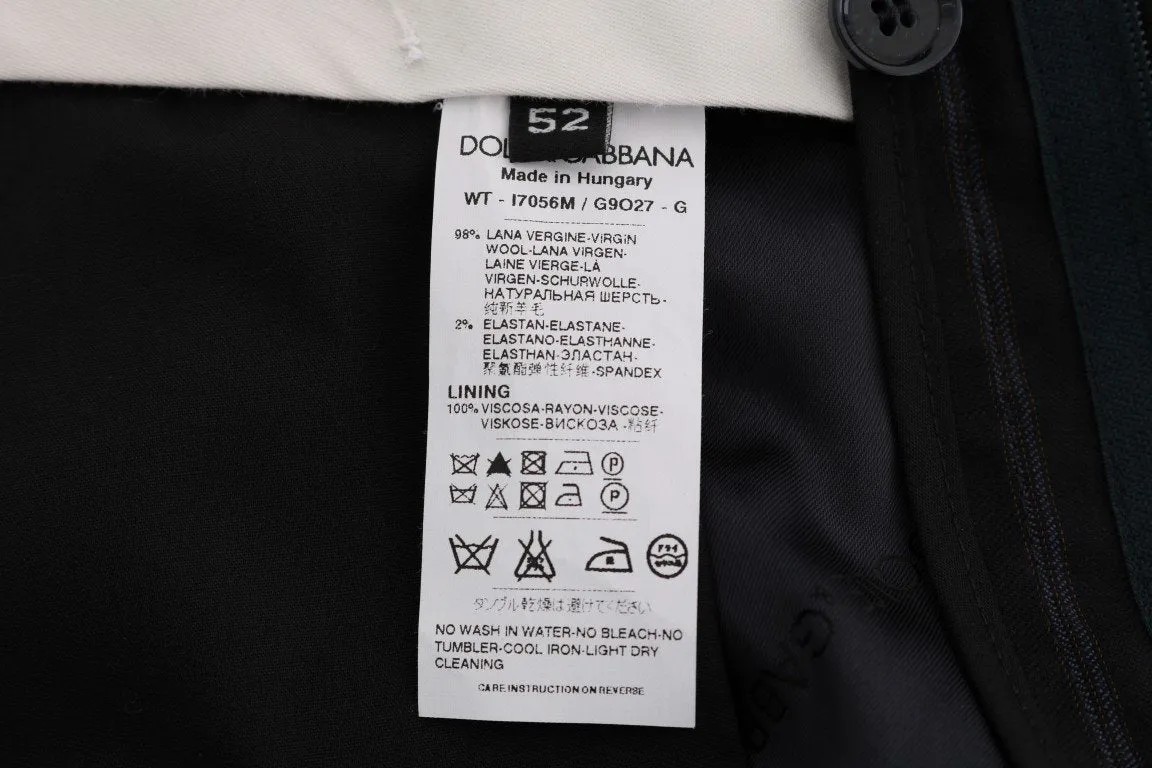 52
DOL GABBANA
Made in Hungary
WT - I7056M / G9O27 - G
98% LANA VERGINE-VIRGIN
WOOL-LANA VIRGEN-
LAINE VIERGE-LÀ
VIRGEN-SCHURWOLLE-
НАТУРАЛЬНАЯ ШЕРСТЬ-
纯新羊毛
2% ELASTAN-ELASTANE-
ELASTANO-ELASTHANNE-
ELASTHAN-ЭЛАСТАН-
聚氨酯弹性纤维-SPANDEX
LINING
100% VISCOSA-RAYON-VISCOSE-
VISKOSE-ВИСКОЗА-粘纤
P
P
ドライ
タンブル乾燥は避けてください
NO WASH IN WATER-NO BLEACH-NO
TUMBLER-COOL IRON-LIGHT DRY
CLEANING
CARE INSTRUCTION ON REVERSE